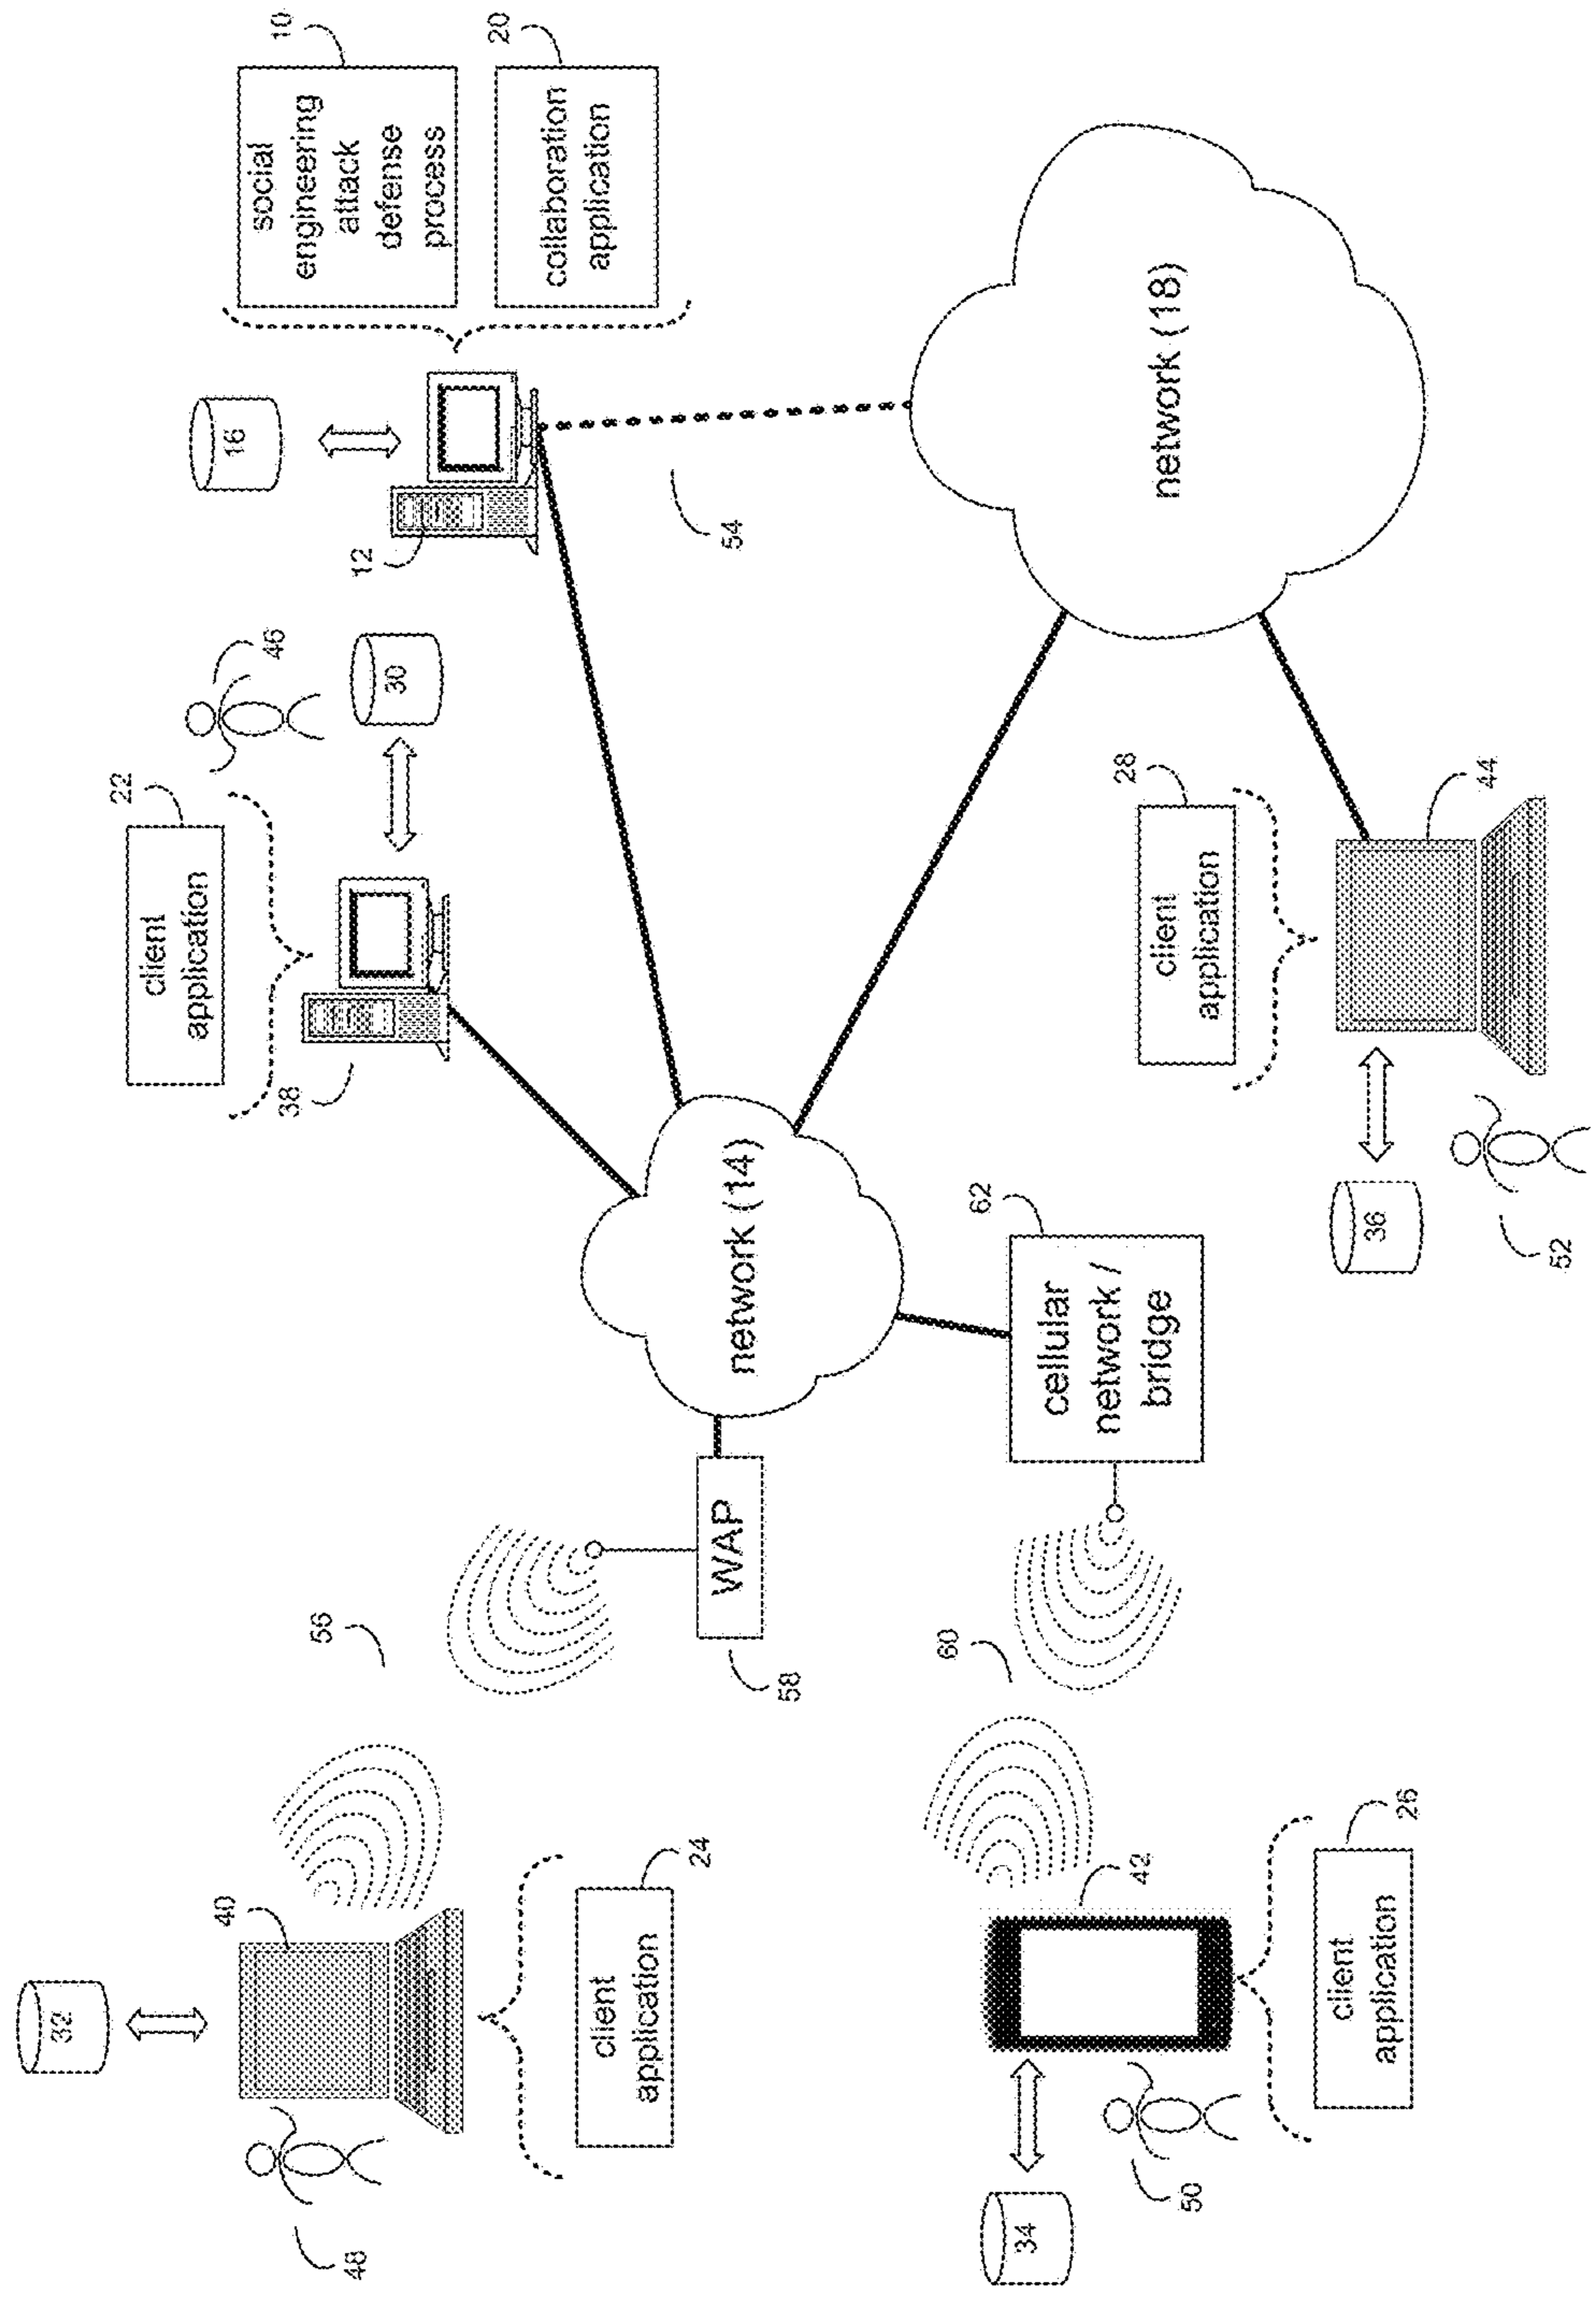 32
40
48
client
application
24
56
WAP
58
client
application
22
38
46
30
16
12
social
engineering
attack
defense
process
10
collaboration
application
20
54
network (14)
network (18)
34
42
50
client
application
26
60
cellular
network /
bridge
62
client
application
28
44
36
52